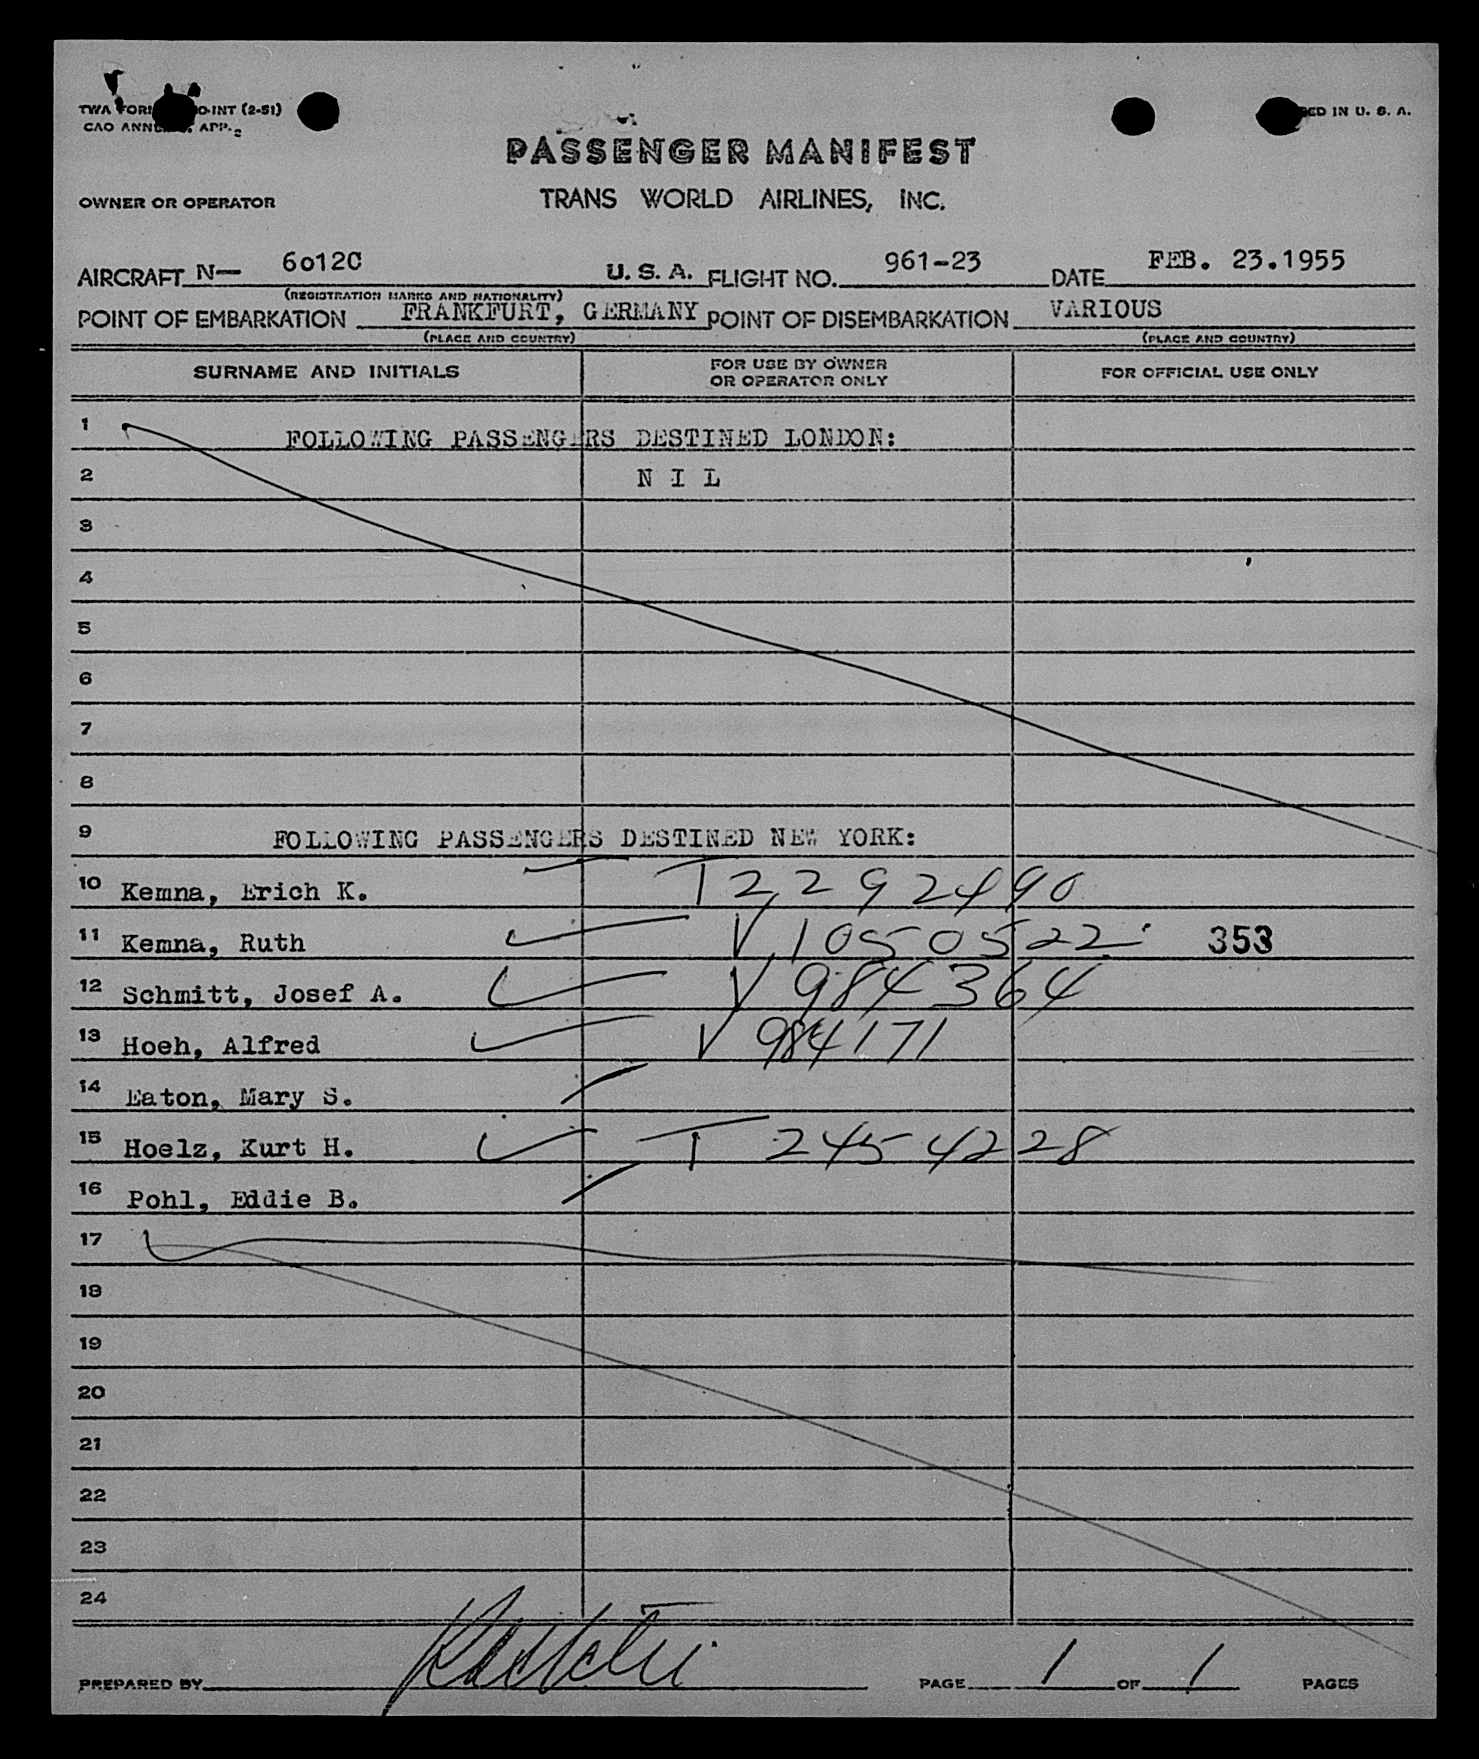 TWA FORM OINT (2-51) ED IN U. S. A.
CAO ANNEX APP. 2
PASSENGER MANIFEST
OWNER OR OPERATOR TRANS WORLD AIRLINES, INC.
AIRCRAFT N— 6o12C U. S. A. FLIGHT NO. 961-23 DATE FEB. 23.1955
(REGISTRATION MARKS AND NATIONALITY)
POINT OF EMBARKATION FRANKFURT, GERMANY POINT OF DISEMBARKATION VARIOUS
(PLACE AND COUNTRY) (PLACE AND COUNTRY)
SURNAME AND INITIALS FOR USE BY OWNER OR OPERATOR ONLY FOR OFFICIAL USE ONLY
1 FOLLOWING PASSENGERS DESTINED LONDON:
2 N I L
3
4
5
6
7
8
9 FOLLOWING PASSENGERS DESTINED NEW YORK:
10 Kemna, Erich K. T 2292490
11 Kemna, Ruth V 1050522 353
12 Schmitt, Josef A. V 984364
13 Hoeh, Alfred V 984171
14 Eaton, Mary S.
15 Hoelz, Kurt H. T 2454228
16 Pohl, Eddie B.
17
18
19
20
21
22
23
24
PREPARED BY PAGE 1 OF 1 PAGES